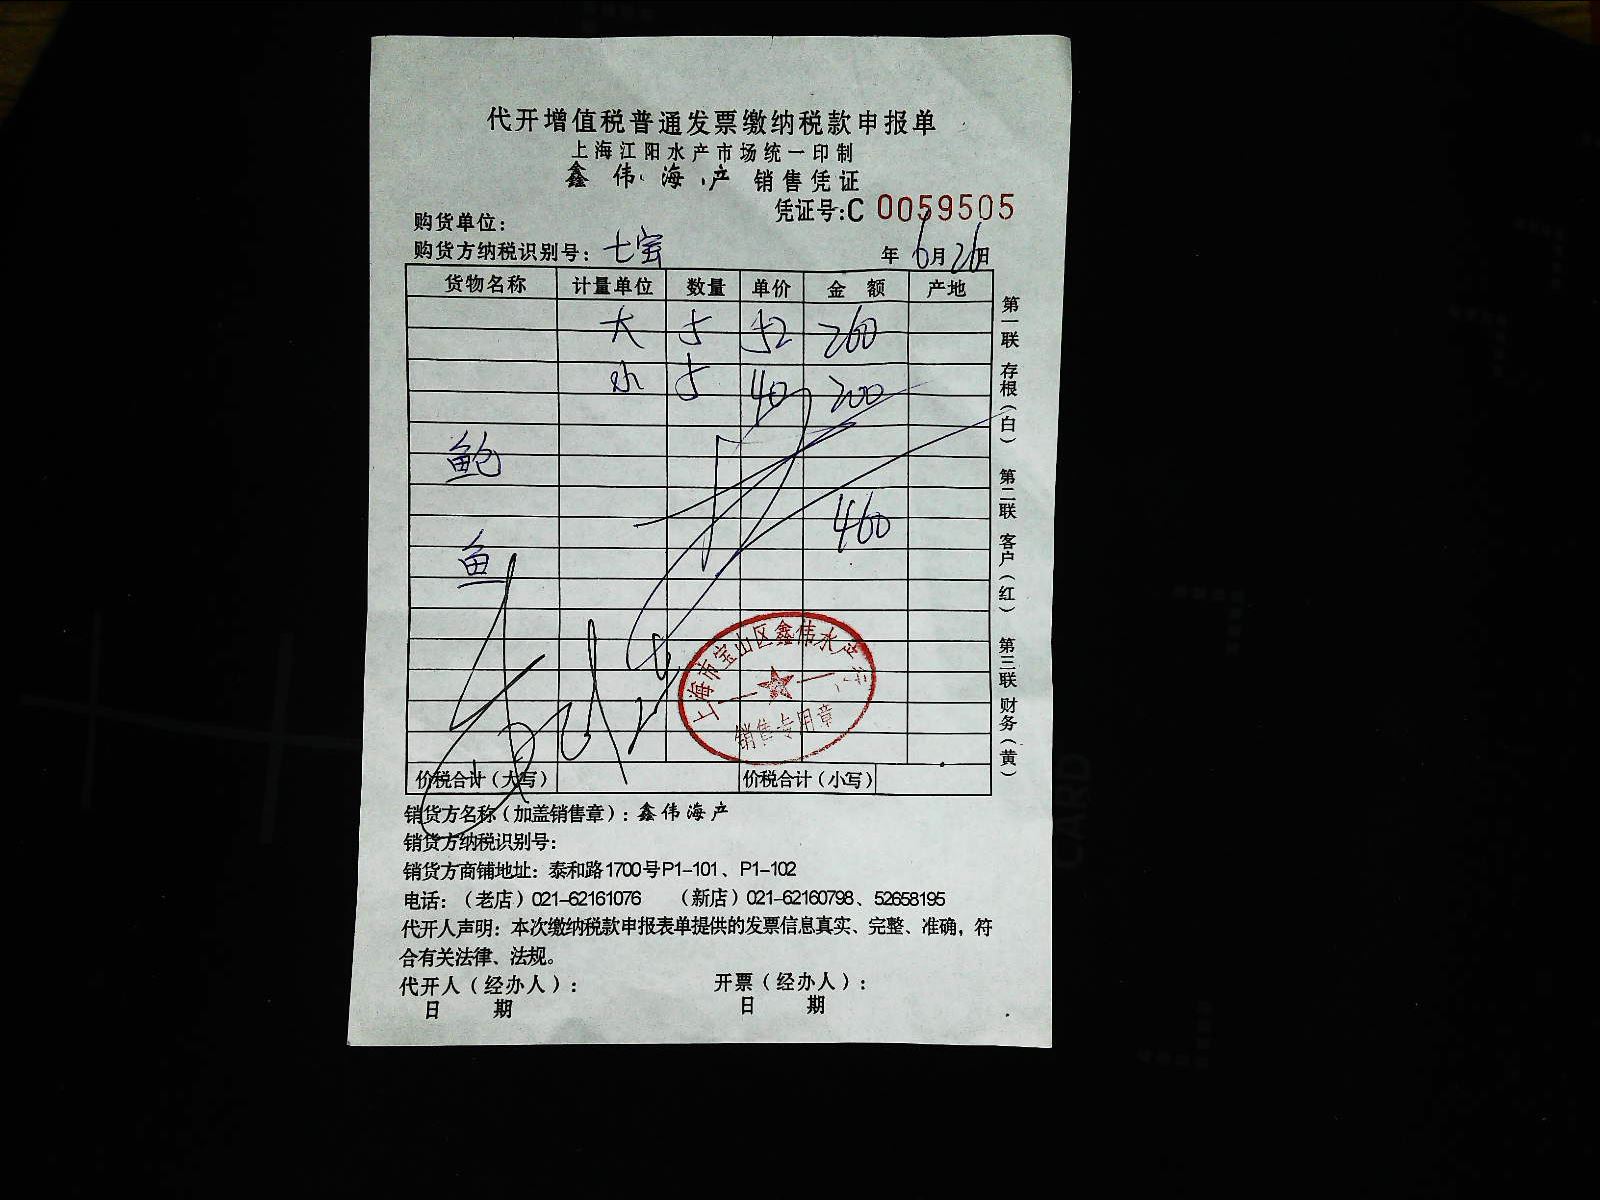 代开增值税普通发票缴纳税款申报单
上海江阳水产市场统一印制
鑫伟海产 销售凭证
凭证号:C 0059505
购货单位:
购货方纳税识别号: 七宝 年 6月26日
货物名称 计量单位 数量 单价 金额 产地
大 5 52 260
小 5 40 200
鲍
460
鱼
价税合计(大写) 价税合计(小写)
第一联 存根(白) 第二联 客户(红) 第三联 财务(黄)
上海市宝山区鑫伟水产
销售专用章
销货方名称(加盖销售章): 鑫伟海产
销货方纳税识别号:
销货方商铺地址: 泰和路1700号P1-101、P1-102
电话:(老店)021-62161076 (新店)021-62160798、52658195
代开人声明: 本次缴纳税款申报表单提供的发票信息真实、完整、准确,符
合有关法律、法规。
代开人(经办人): 开票(经办人):
日 期 日 期
CARD